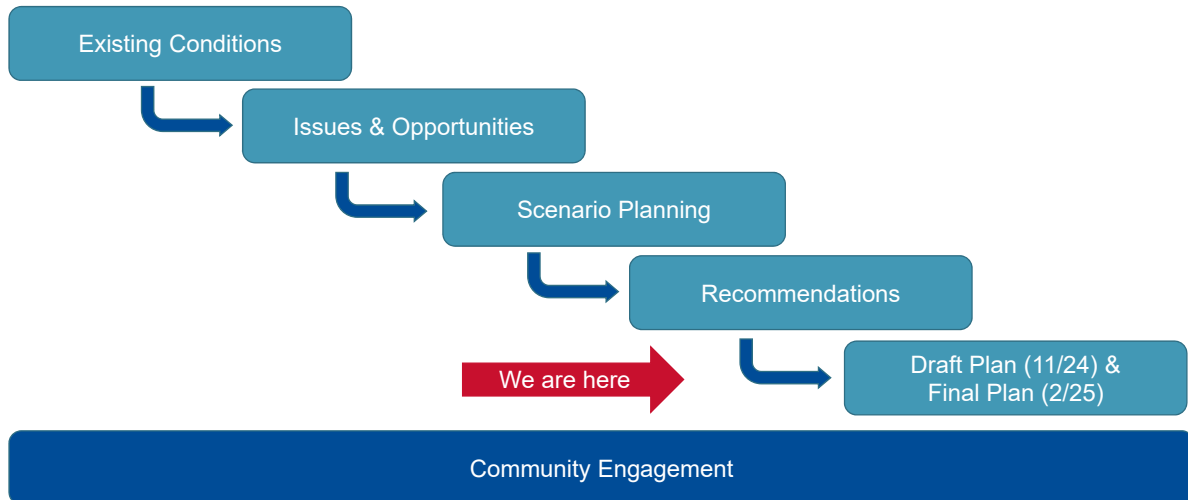 Existing Conditions
Issues & Opportunities
Scenario Planning
Recommendations
We are here
Draft Plan (11/24) &
Final Plan (2/25)
Community Engagement